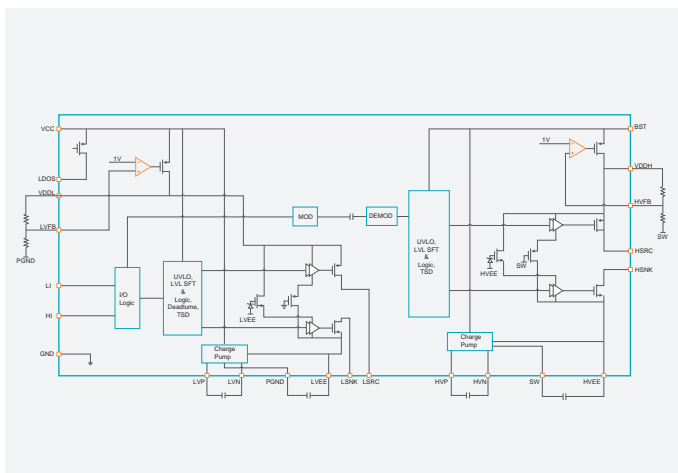 VCC
LDOS
VDDL
LVFB
PGND
LI
HI
GND
1V
I/O
Logic
UVLO,
LVL SFT
&
Logic,
Deadtume,
TSD
MOD
DEMOD
LVEE
Charge
Pump
LVP
LVN
PGND
LVEE
LSNK
LSRC
UVLO,
LVL SFT
&
Logic,
TSD
1V
HVEE
SW
Charge
Pump
HVP
HVN
SW
HVEE
BST
VDDH
HVFB
SW
HSRC
HSNK